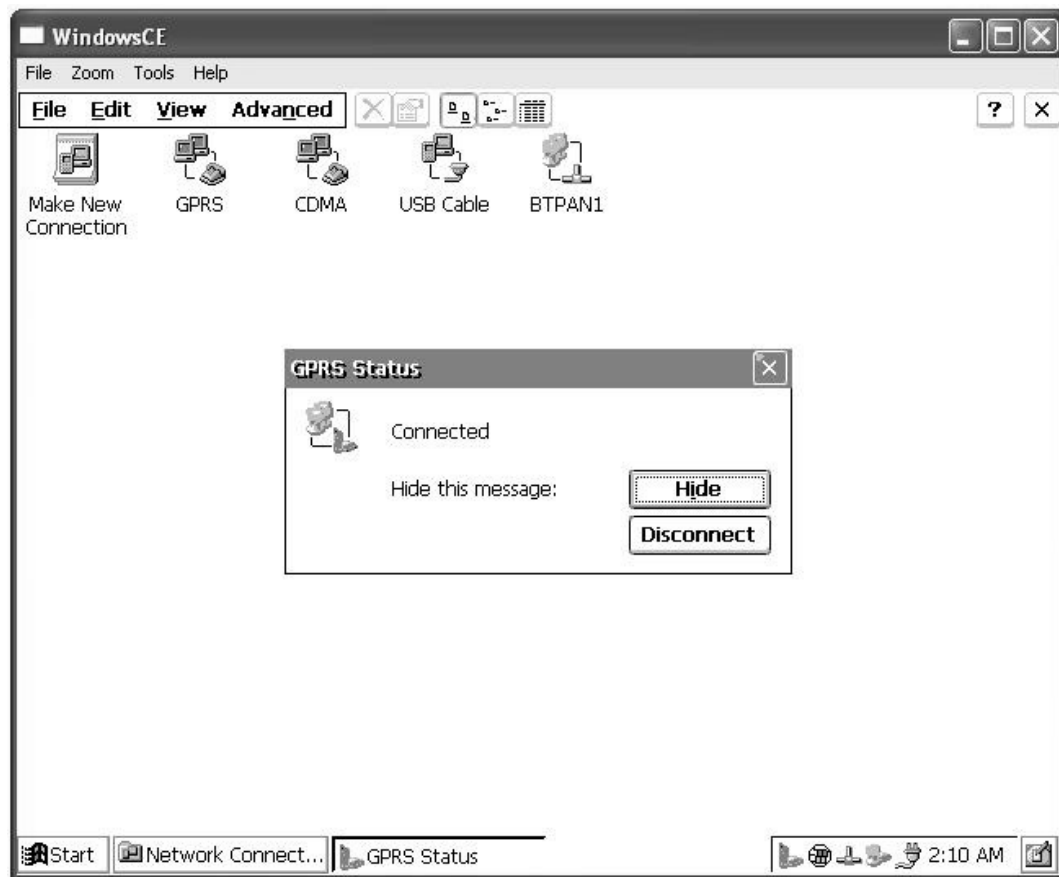 WindowsCE
File Zoom Tools Help
File Edit View Advanced ? X
Make New Connection
GPRS
CDMA
USB Cable
BTPAN1
GPRS Status
Connected
Hide this message: Hide
Disconnect
Start Network Connect... GPRS Status 2:10 AM